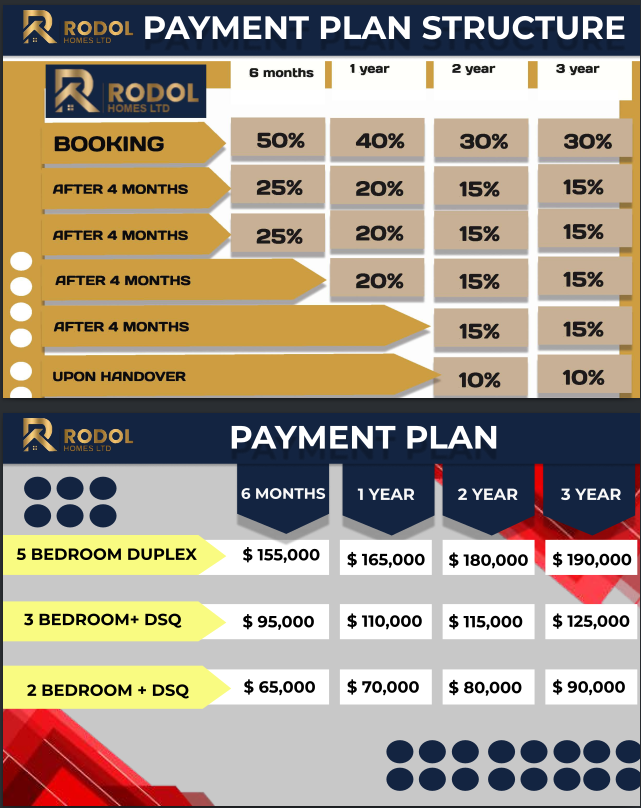 RODOL
HOMES LTD
PAYMENT PLAN STRUCTURE
RODOL
HOMES LTD
6 months 1 year 2 year 3 year
BOOKING 50% 40% 30% 30%
AFTER 4 MONTHS 25% 20% 15% 15%
AFTER 4 MONTHS 25% 20% 15% 15%
AFTER 4 MONTHS 20% 15% 15%
AFTER 4 MONTHS 15% 15%
UPON HANDOVER 10% 10%
RODOL
HOMES LTD
PAYMENT PLAN
6 MONTHS 1 YEAR 2 YEAR 3 YEAR
5 BEDROOM DUPLEX $ 155,000 $ 165,000 $ 180,000 $ 190,000
3 BEDROOM+ DSQ $ 95,000 $ 110,000 $ 115,000 $ 125,000
2 BEDROOM + DSQ $ 65,000 $ 70,000 $ 80,000 $ 90,000